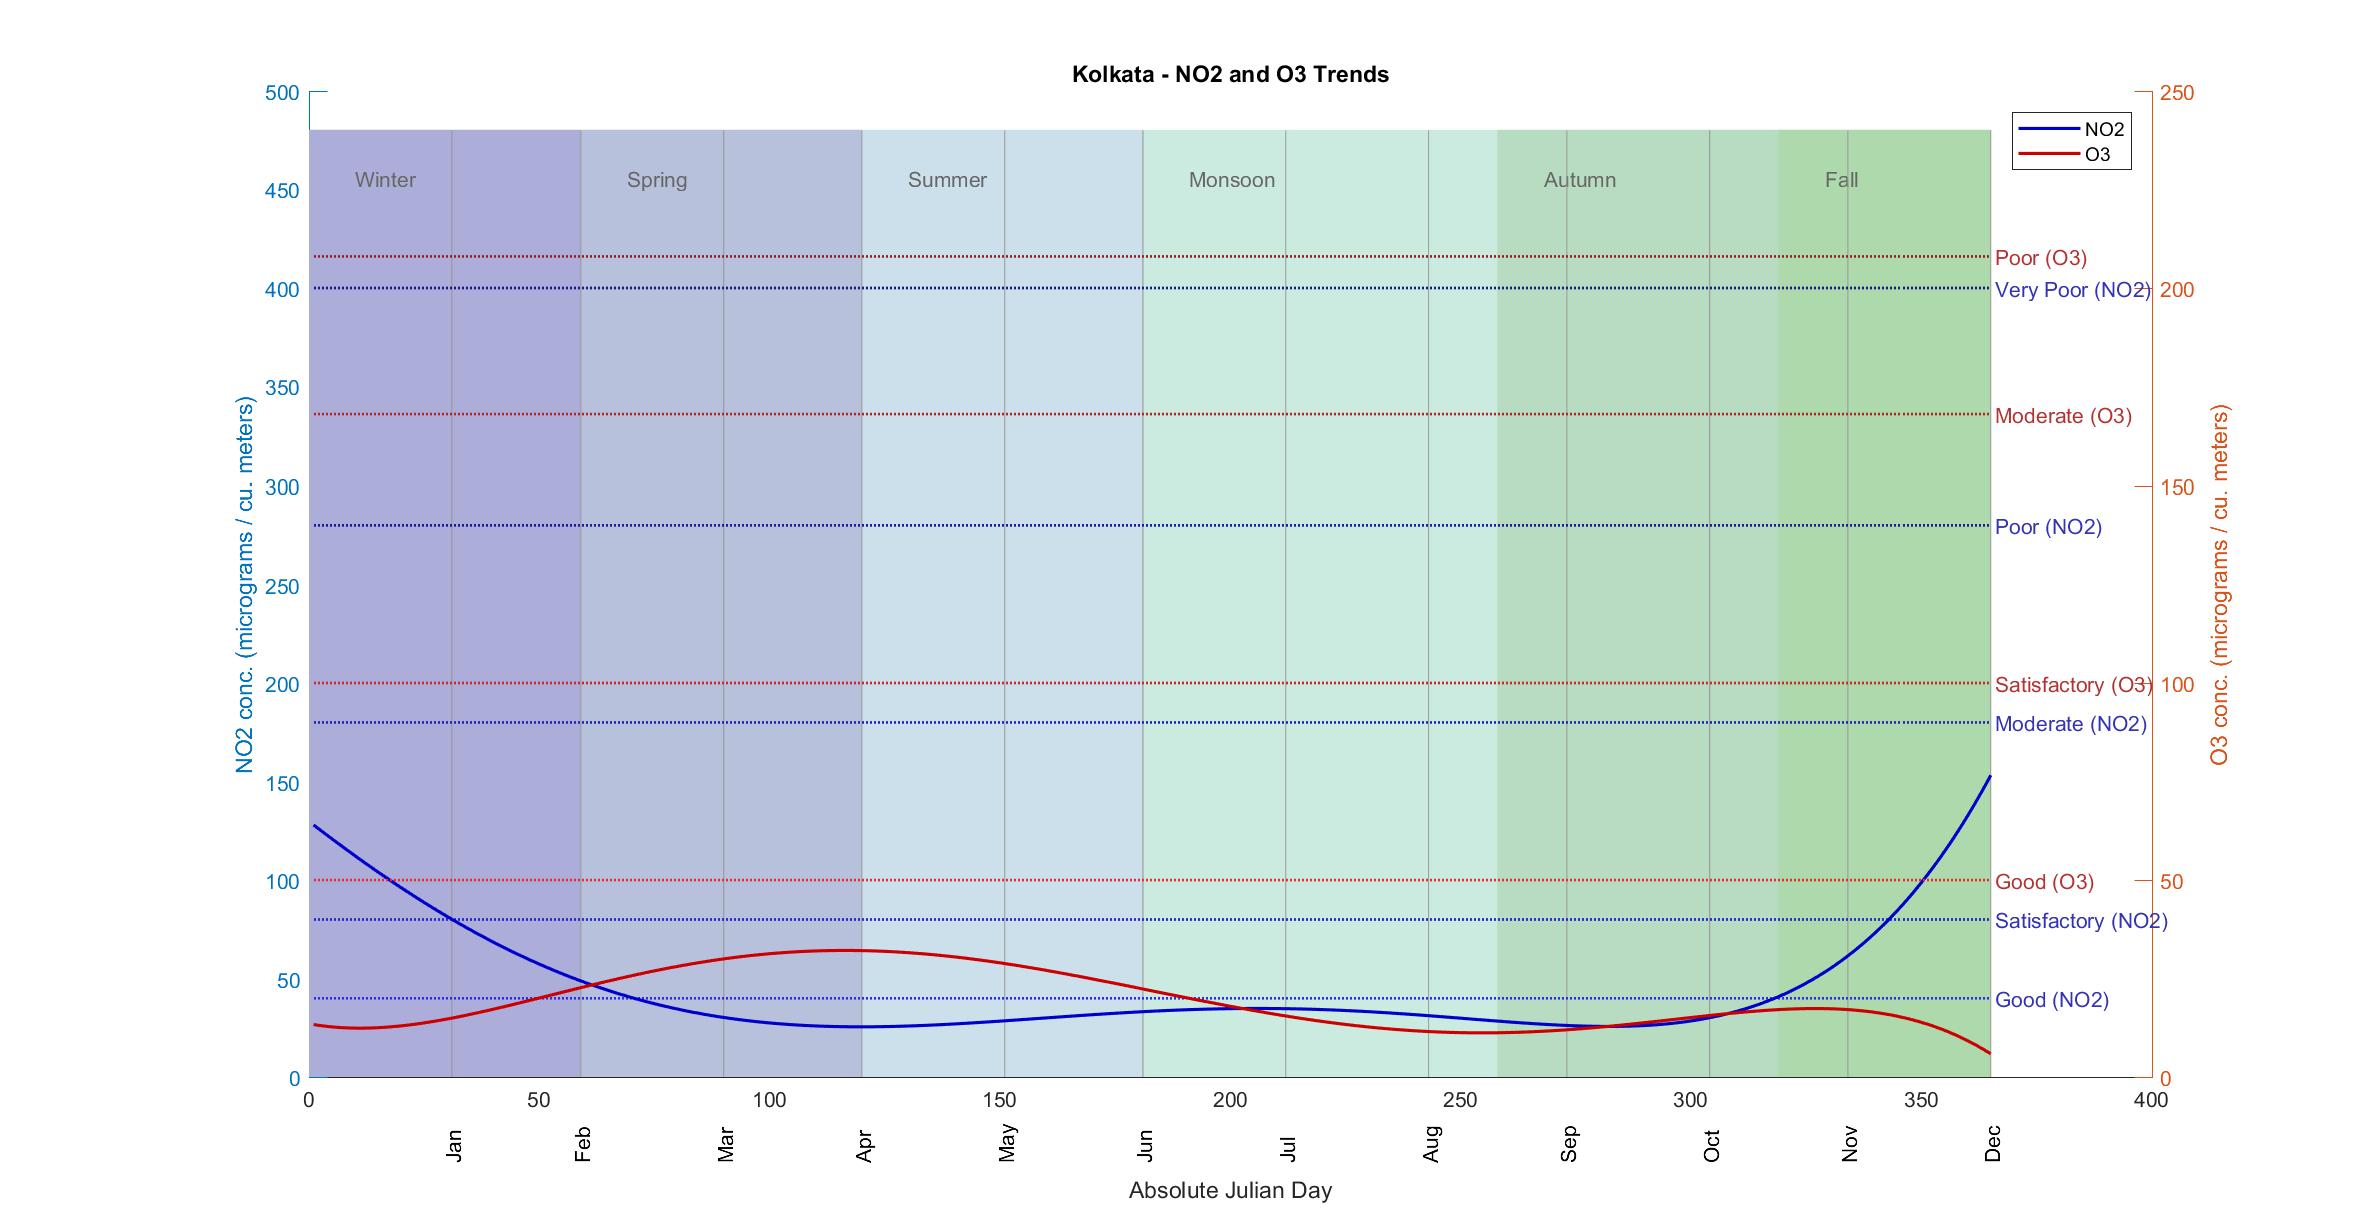 Kolkata - NO2 and O3 Trends
500
450
400
350
300
250
200
150
100
50
0
NO2 conc. (micrograms / cu. meters)
Winter
Spring
Summer
Monsoon
Autumn
Fall
NO2
O3
Poor (O3)
Very Poor (NO2)
Moderate (O3)
Poor (NO2)
Satisfactory (O3)
Moderate (NO2)
Good (O3)
Satisfactory (NO2)
Good (NO2)
250
200
150
100
50
0
O3 conc. (micrograms / cu. meters)
0 50 100 150 200 250 300 350 400
Jan Feb Mar Apr May Jun Jul Aug Sep Oct Nov Dec
Absolute Julian Day